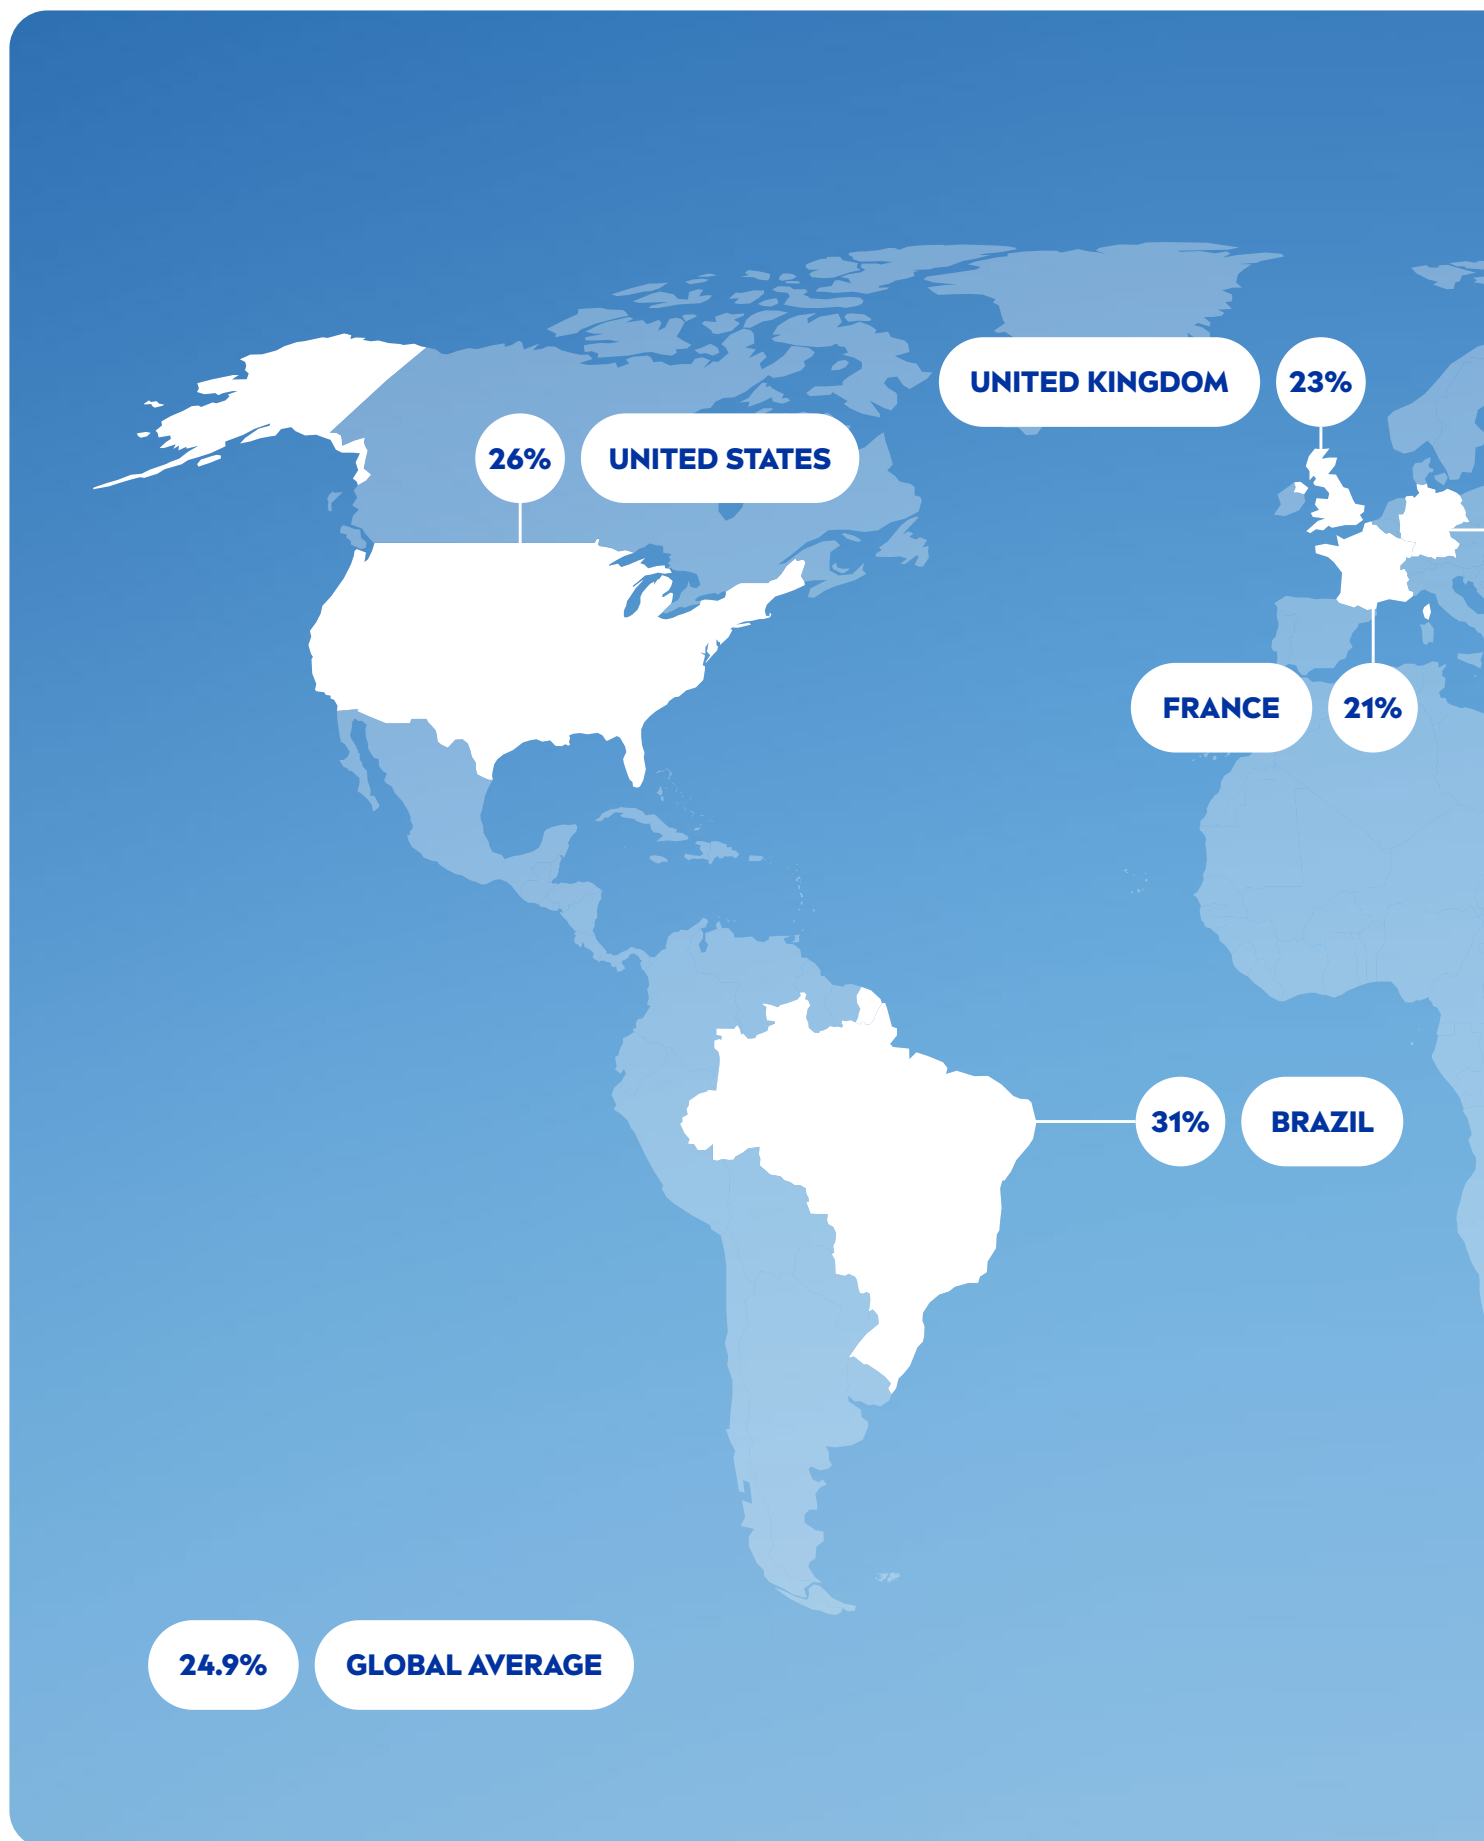 UNITED KINGDOM 23%
26% UNITED STATES
FRANCE 21%
31% BRAZIL
24.9% GLOBAL AVERAGE